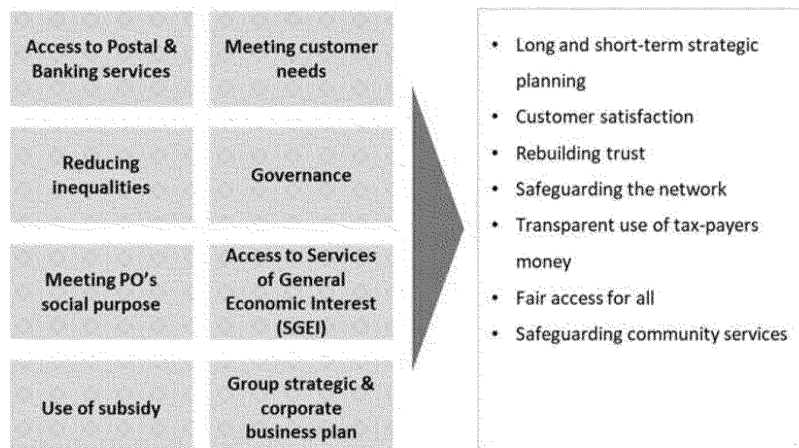 Access to Postal &
Banking services
Meeting customer
needs
Reducing
inequalities
Governance
Meeting PO's
social purpose
Access to Services
of General
Economic Interest
(SGEI)
Use of subsidy
Group strategic &
corporate
business plan
• Long and short-term strategic
planning
• Customer satisfaction
• Rebuilding trust
• Safeguarding the network
• Transparent use of tax-payers
money
• Fair access for all
• Safeguarding community services